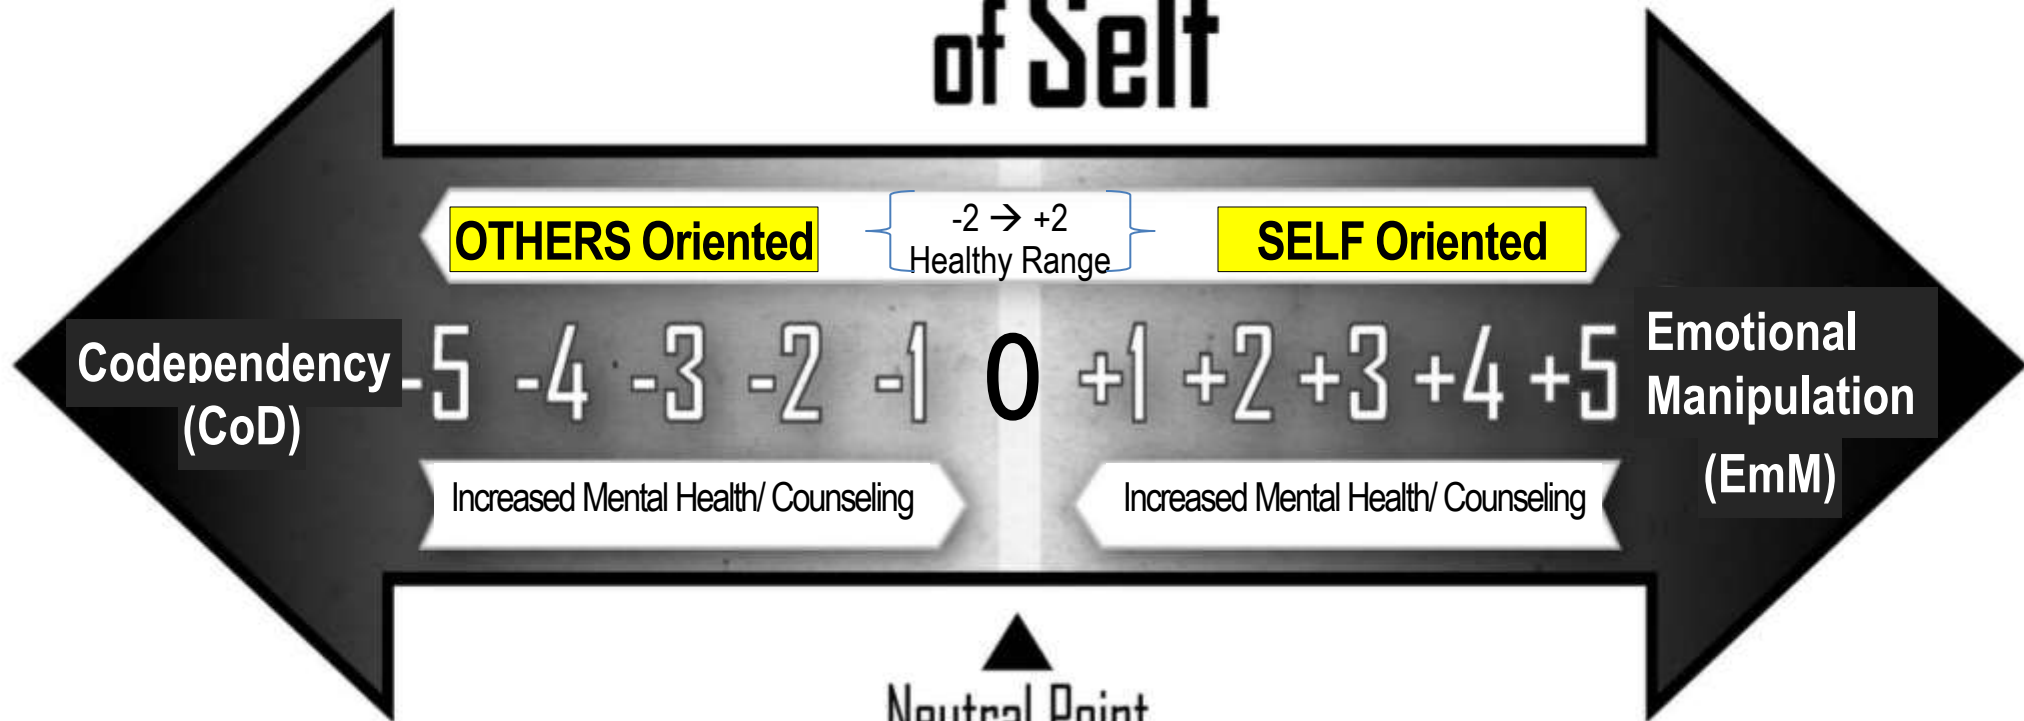 of Self
OTHERS Oriented
-2 → +2
Healthy Range
SELF Oriented
Codependency
(CoD)
-5 -4 -3 -2 -1 0 +1 +2 +3 +4 +5
Emotional
Manipulation
(EmM)
Increased Mental Health/ Counseling
Increased Mental Health/ Counseling
Neutral Point